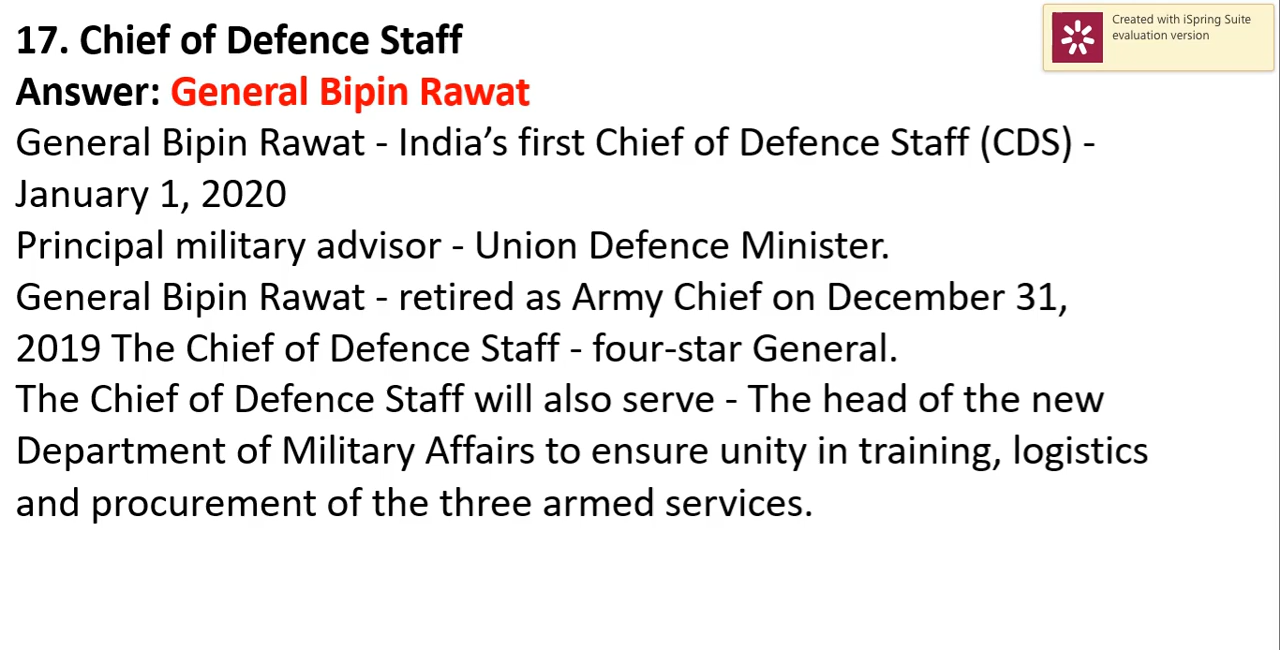 17. Chief of Defence Staff
Answer: General Bipin Rawat
General Bipin Rawat - India’s first Chief of Defence Staff (CDS) -
January 1, 2020
Principal military advisor - Union Defence Minister.
General Bipin Rawat - retired as Army Chief on December 31,
2019 The Chief of Defence Staff - four-star General.
The Chief of Defence Staff will also serve - The head of the new
Department of Military Affairs to ensure unity in training, logistics
and procurement of the three armed services.
Created with iSpring Suite
evaluation version